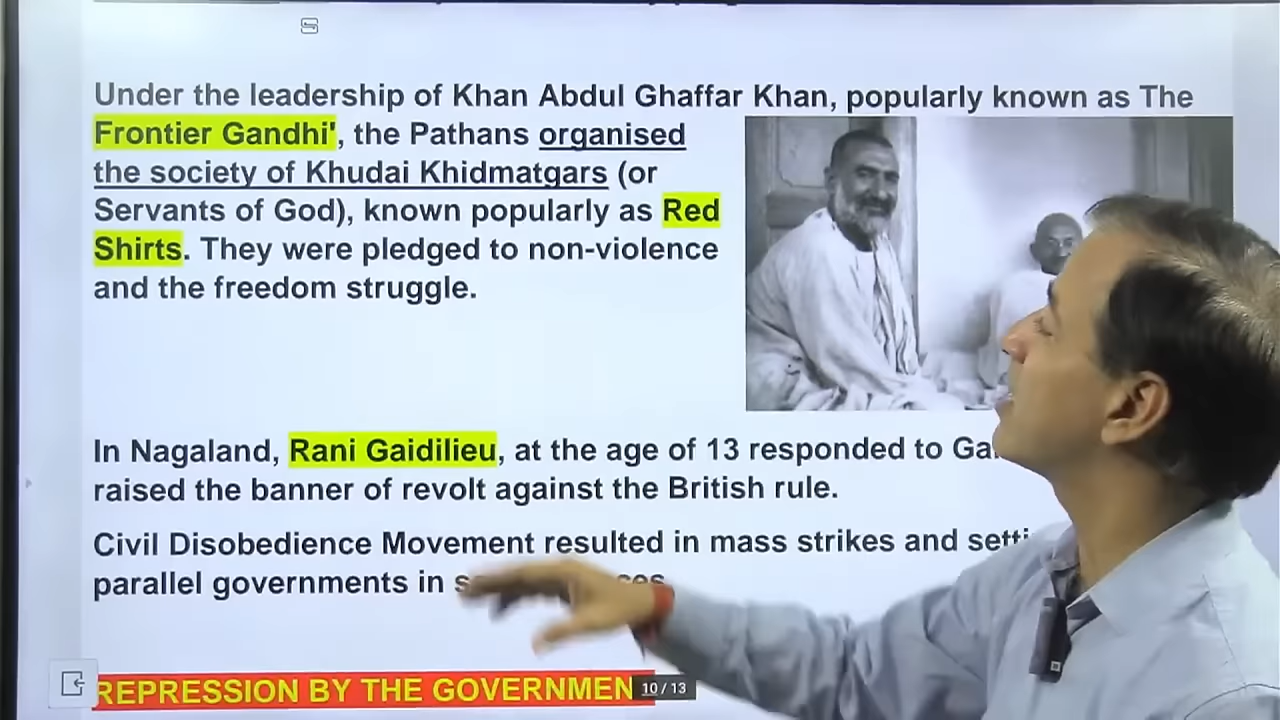 Under the leadership of Khan Abdul Ghaffar Khan, popularly known as The
Frontier Gandhi', the Pathans organised
the society of Khudai Khidmatgars (or
Servants of God), known popularly as Red
Shirts. They were pledged to non-violence
and the freedom struggle.
In Nagaland, Rani Gaidilieu, at the age of 13 responded to
raised the banner of revolt against the British rule.
Civil Disobedience Movement resulted in mass strikes and
parallel governments in
REPRESSION BY THE GOVERNMEN
10 / 13